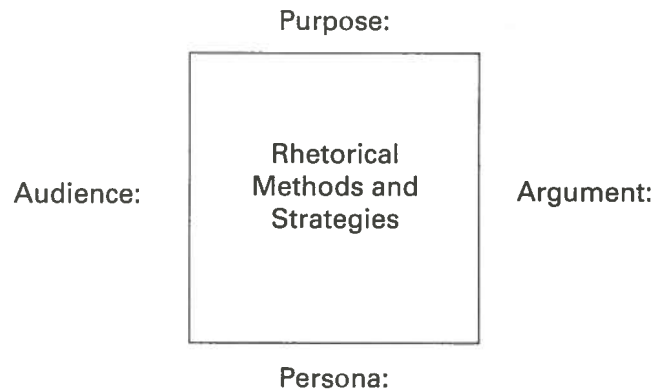 Purpose:
Rhetorical
Methods and
Strategies
Audience:
Argument:
Persona: